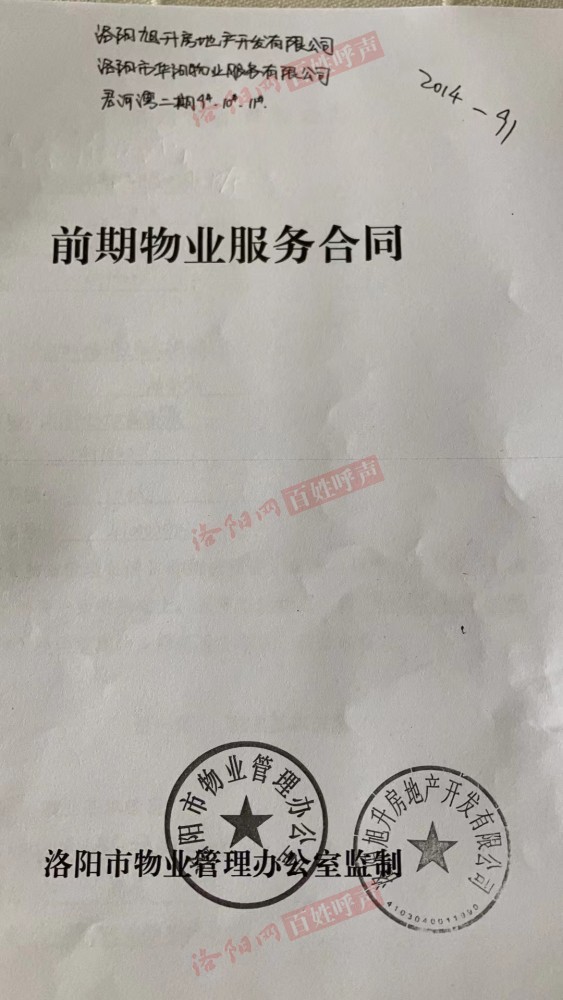 洛阳旭升房地产开发有限公司
洛阳市华阳物业服务有限公司
君河湾二期9#.10#.11#.
2014-91
洛阳网 百姓呼声
前期物业服务合同
洛阳网 百姓呼声
洛阳市物业管理办公室
洛阳旭升房地产开发有限公司
洛阳市物业管理办公室监制
洛阳网 百姓呼声